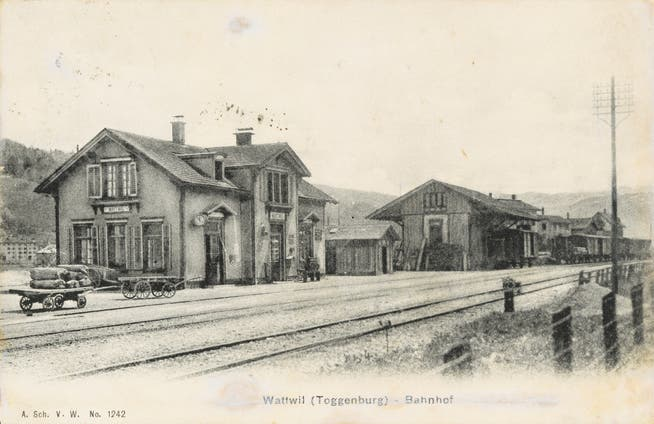 Wattwil (Toggenburg) - Bahnhof
A. Sch. V. W. No. 1242